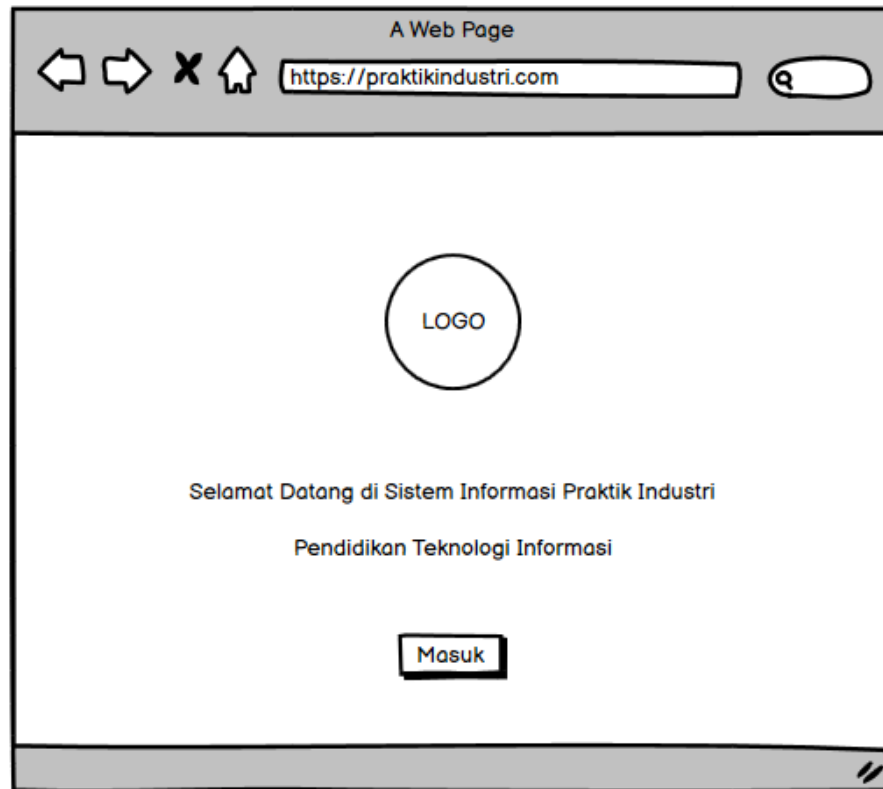 A Web Page
https://praktikindustri.com
LOGO
Selamat Datang di Sistem Informasi Praktik Industri
Pendidikan Teknologi Informasi
Masuk